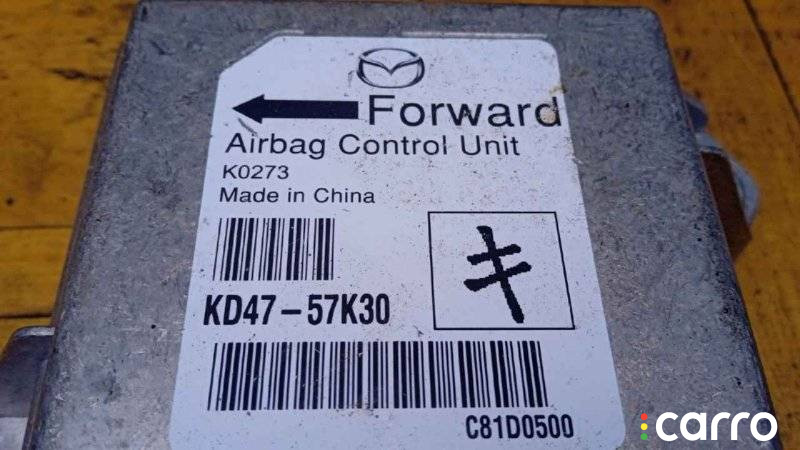 Forward
Airbag Control Unit
K0273
Made in China
キ
KD47-57K30
C81D0500
carro